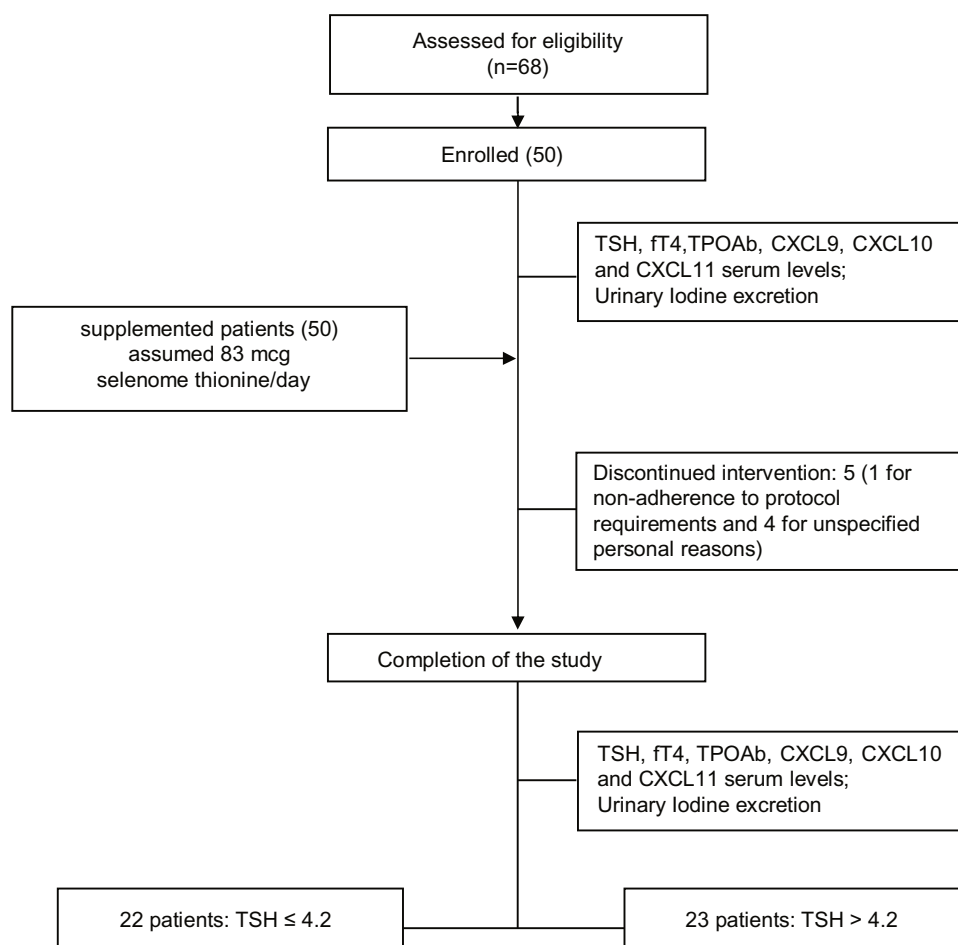 Assessed for eligibility
(n=68)
Enrolled (50)
TSH, fT4,TPOAb, CXCL9, CXCL10
and CXCL11 serum levels;
Urinary Iodine excretion
supplemented patients (50)
assumed 83 mcg
selenome thionine/day
Discontinued intervention: 5 (1 for
non-adherence to protocol
requirements and 4 for unspecified
personal reasons)
Completion of the study
TSH, fT4, TPOAb, CXCL9, CXCL10
and CXCL11 serum levels;
Urinary Iodine excretion
22 patients: TSH ≤ 4.2
23 patients: TSH > 4.2